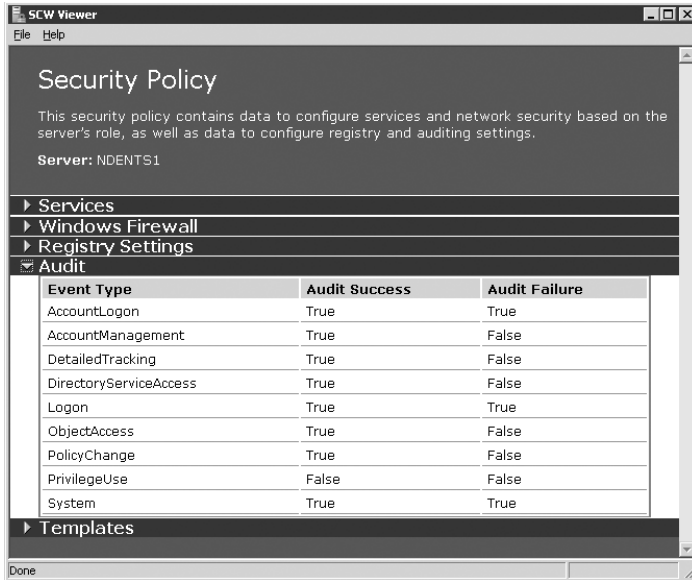 SCW Viewer
File Help
Security Policy
This security policy contains data to configure services and network security based on the
server's role, as well as data to configure registry and auditing settings.
Server: NDENTS1
Services
Windows Firewall
Registry Settings
Audit
Event Type Audit Success Audit Failure
AccountLogon True True
AccountManagement True False
DetailedTracking True False
DirectoryServiceAccess True False
Logon True True
ObjectAccess True False
PolicyChange True False
PrivilegeUse False False
System True True
Templates
Done